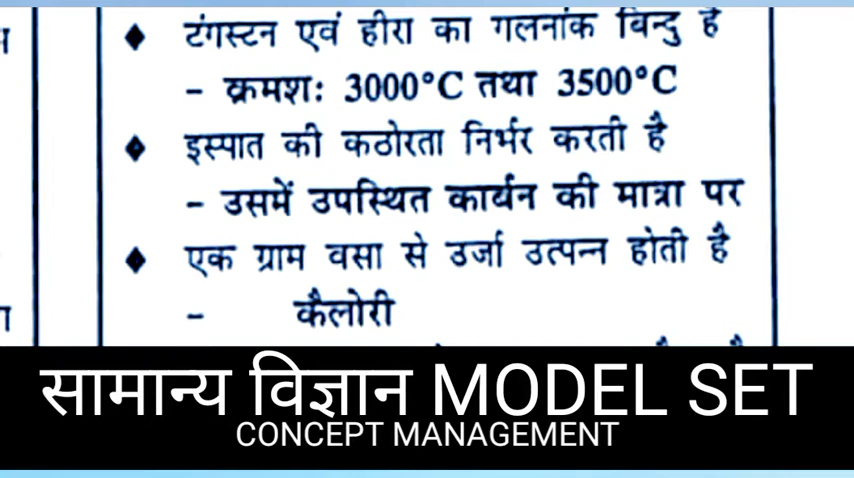 ♦ टंगस्टन एवं हीरा का गलनांक बिन्दु है
– क्रमशः 3000°C तथा 3500°C
♦ इस्पात की कठोरता निर्भर करती है
– उसमें उपस्थित कार्बन की मात्रा पर
♦ एक ग्राम वसा से उर्जा उत्पन्न होती है
– कैलोरी
सामान्य विज्ञान MODEL SET
CONCEPT MANAGEMENT